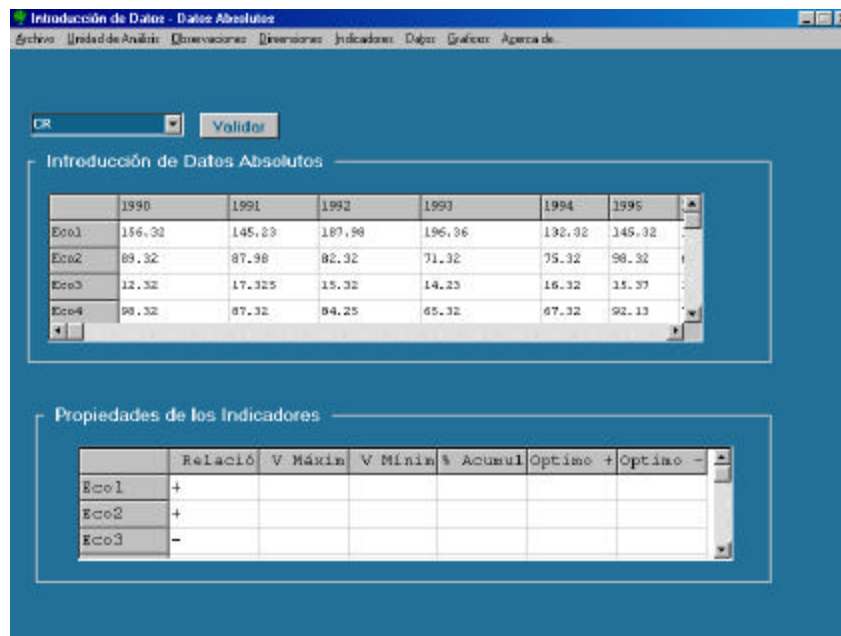 Introducción de Datos - Datos Absolutos
Archivo Unidad de Análisis Observaciones Dimensiones Indicadores Datos Graficos Acerca de...
CR Validar
Introducción de Datos Absolutos
1990 1991 1992 1993 1994 1995
Eco1 156.32 145.23 187.98 196.36 132.32 145.32
Eco2 89.32 87.98 82.32 71.32 75.32 98.32
Eco3 12.32 17.325 15.32 14.23 16.32 15.37
Eco4 98.32 87.32 84.25 65.32 67.32 92.13
Propiedades de los Indicadores
Relació V Máxim V Mínim % Acumul Optimo + Optimo -
Eco1 +
Eco2 +
Eco3 -